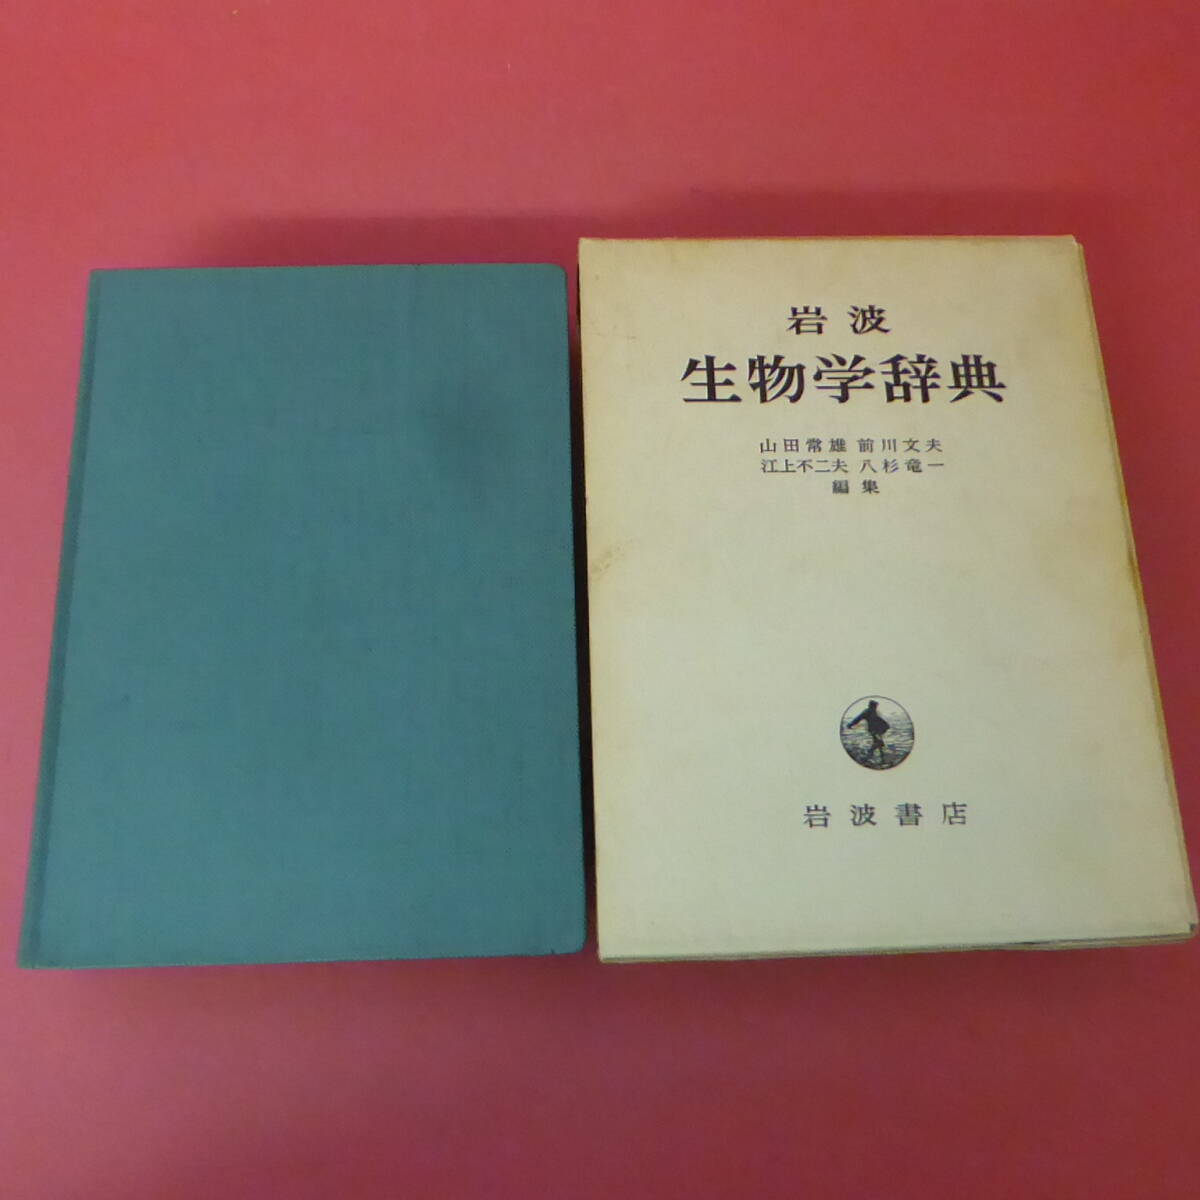 岩波
生物学辞典
山田常雄 前川文夫
江上不二夫 八杉竜一
編集
岩波書店